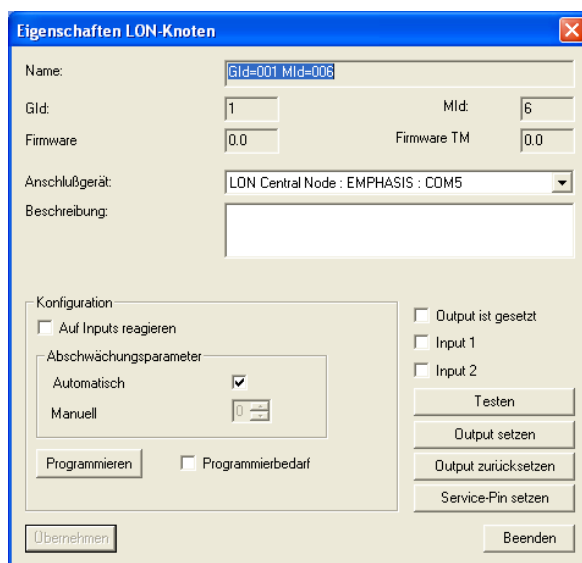 Eigenschaften LON-Knoten
Name: GId=001 MId=006
GId: 1 MId: 6
Firmware 0.0 Firmware TM 0.0
Anschlußgerät: LON Central Node : EMPHASIS : COM5
Beschreibung:
Konfiguration
Auf Inputs reagieren
Abschwächungsparameter
Automatisch
Manuell 0
Programmieren Programmierbedarf
Output ist gesetzt
Input 1
Input 2
Testen
Output setzen
Output zurücksetzen
Service-Pin setzen
Übernehmen Beenden